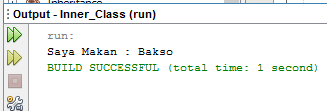 Output - Inner_Class (run)
run:
Saya Makan : Bakso
BUILD SUCCESSFUL (total time: 1 second)